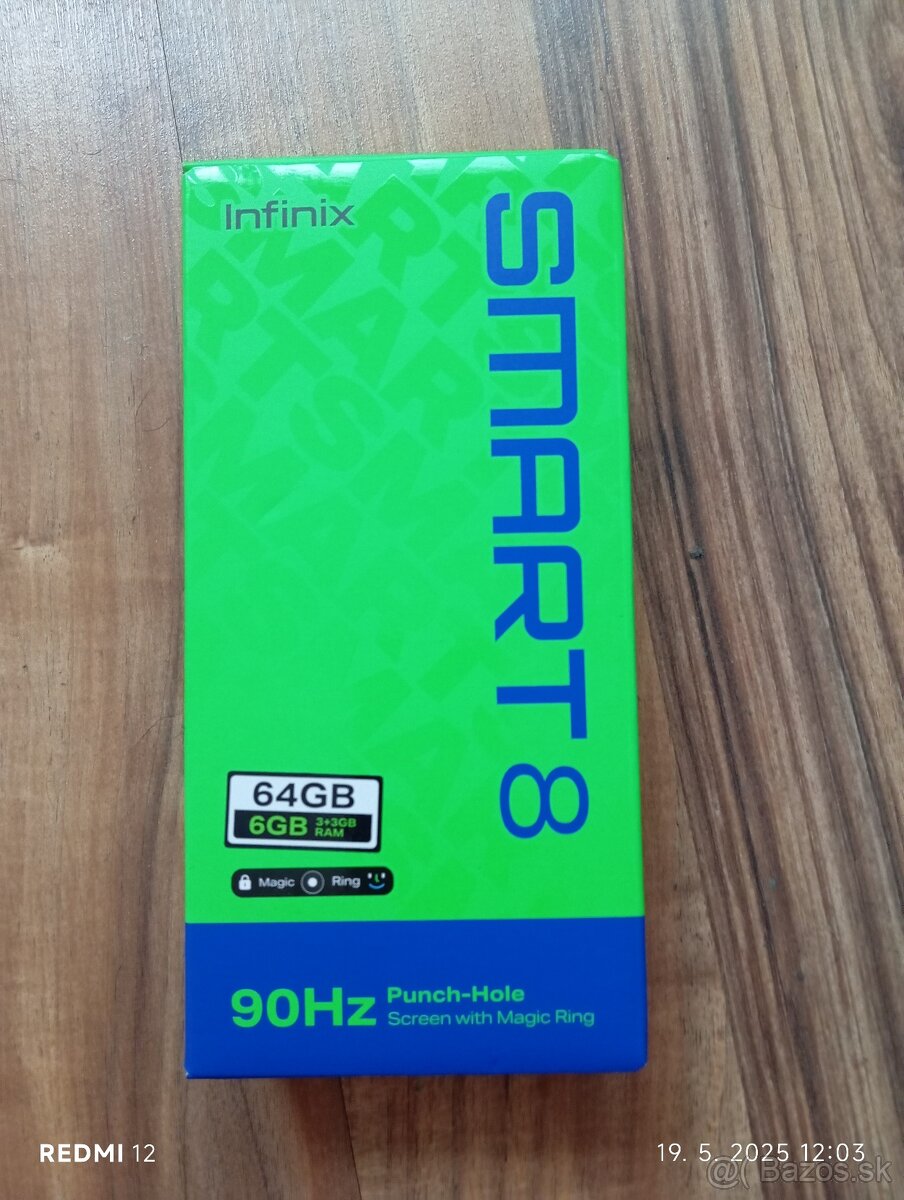 Infinix
SMART 8
64GB
6GB 3+3GB RAM
Magic Ring
90Hz Punch-Hole
Screen with Magic Ring
REDMI 12
19. 5. 2025 12:03
@( Bazos.sk